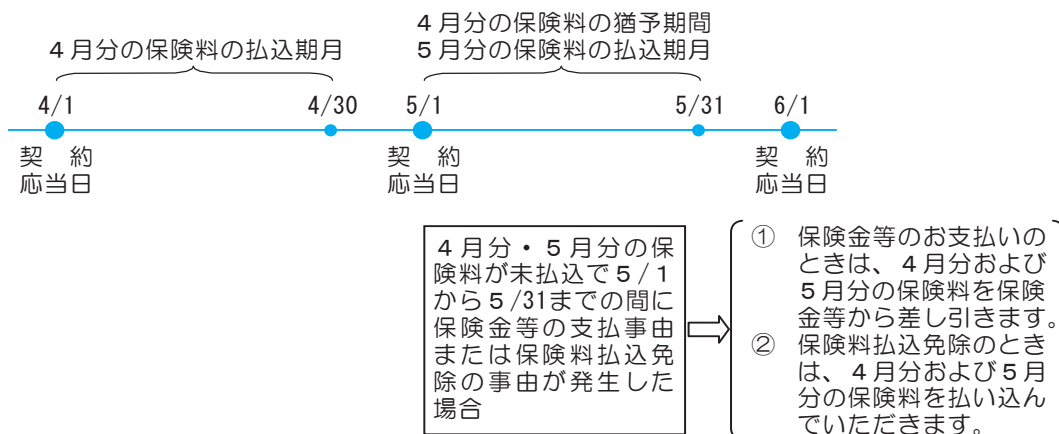 4月分の保険料の猶予期間
4月分の保険料の払込期月
5月分の保険料の払込期月
4/1
4/30
5/1
5/31
6/1
契 約
応当日
契 約
応当日
契 約
応当日
4月分・5月分の保
険料が未払込で5/1
から5/31までの間に
保険金等の支払事由
または保険料払込免
除の事由が発生した
場合
① 保険金等のお支払いの
ときは、4月分および
5月分の保険料を保険
金等から差し引きます。
② 保険料払込免除のとき
は、4月分および5月
分の保険料を払い込ん
でいただきます。